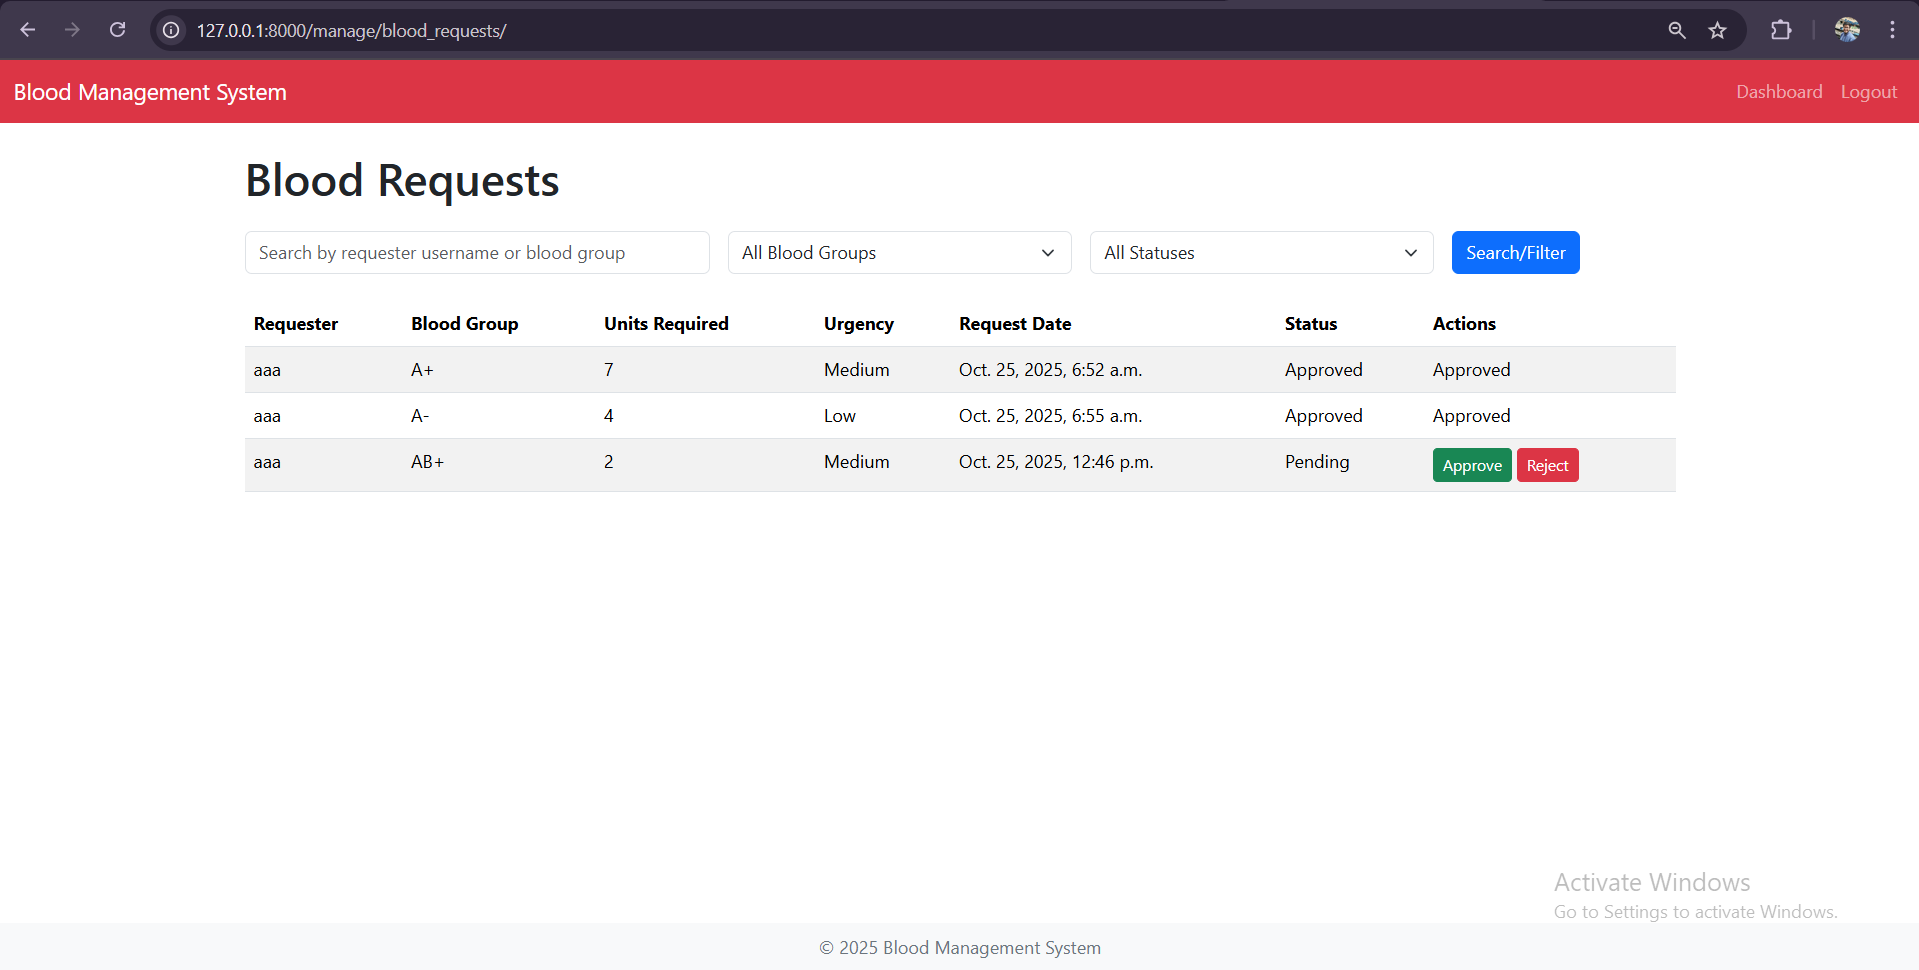 127.0.0.1:8000/manage/blood_requests/
Blood Management System Dashboard Logout
Blood Requests
Search by requester username or blood group All Blood Groups All Statuses Search/Filter
Requester Blood Group Units Required Urgency Request Date Status Actions
aaa A+ 7 Medium Oct. 25, 2025, 6:52 a.m. Approved Approved
aaa A- 4 Low Oct. 25, 2025, 6:55 a.m. Approved Approved
aaa AB+ 2 Medium Oct. 25, 2025, 12:46 p.m. Pending Approve Reject
Activate Windows
Go to Settings to activate Windows.
© 2025 Blood Management System